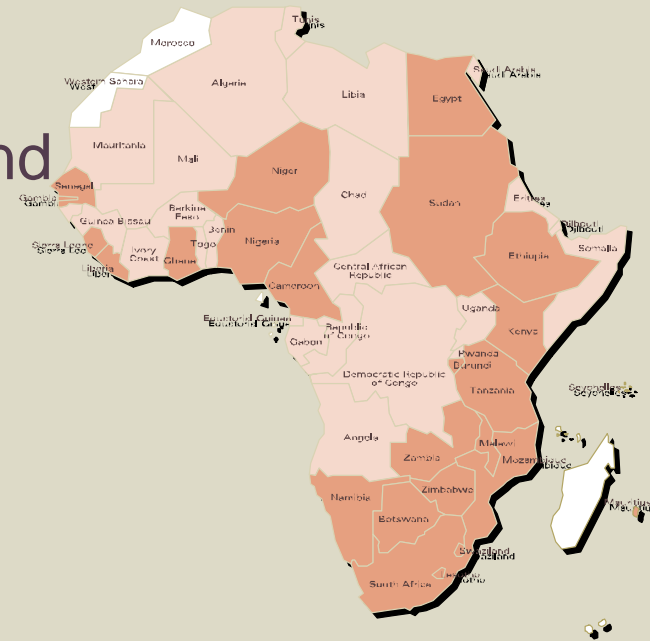 nd
Morocco
Tunis
Western Sahara
Algeria
Libia
Egypt
Saudi Arabia
Mauritania
Mali
Niger
Chad
Sudan
Eritrea
Senegal
Gambia
Guinea Bissau
Berkina
Faso
Benin
Togo
Nigeria
Djibouti
Sierra Leone
Ivory
Coast
Ghana
Liberia
Ethiopia
Somalia
Cameroon
Central African
Republic
Equatorial Guinea
Gabon
Republic
of Congo
Uganda
Kenya
Rwanda
Burundi
Democratic Republic
of Congo
Tanzania
Seychelles
Angola
Malawi
Zambia
Mozambique
Namibia
Zimbabwe
Botswana
Mauritius
Swaziland
Lesotho
South Africa